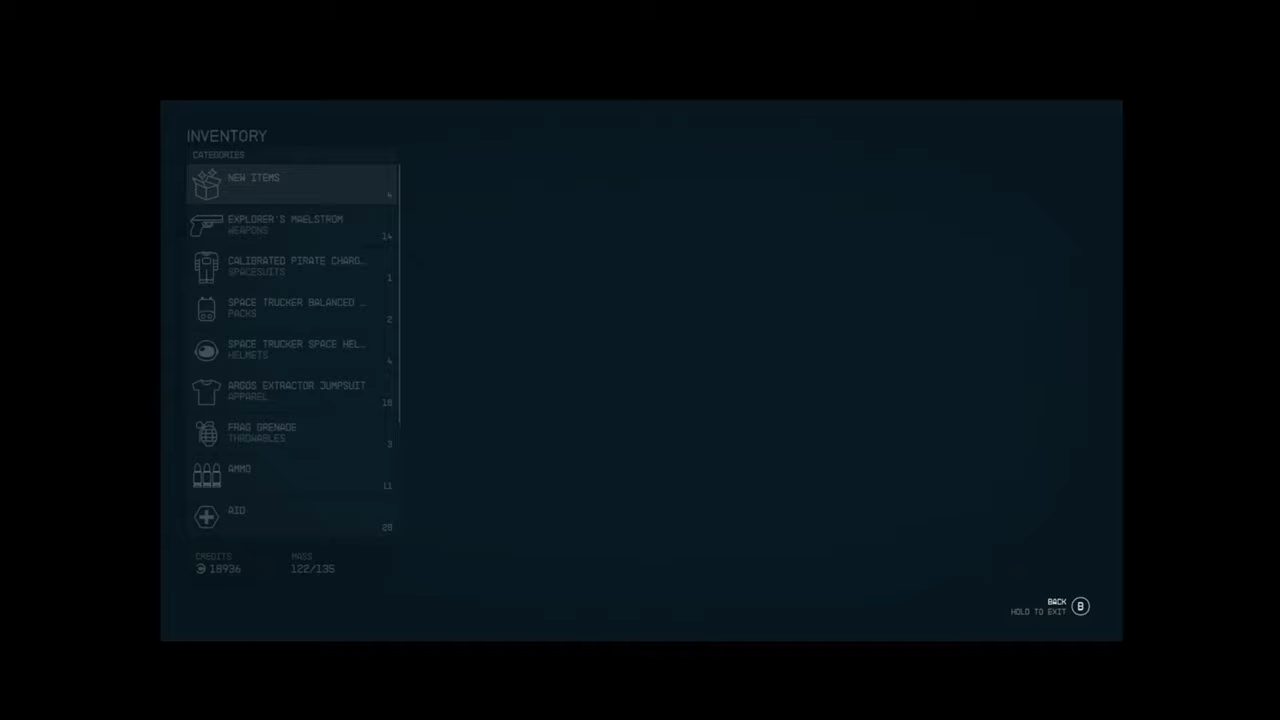 INVENTORY
CATEGORIES
NEW ITEMS
4
EXPLORER'S MAELSTROM
WEAPONS
14
CALIBRATED PIRATE CHARG...
SPACESUITS
1
SPACE TRUCKER BALANCED ...
PACKS
2
SPACE TRUCKER SPACE HEL...
HELMETS
4
ARGOS EXTRACTOR JUMPSUIT
APPAREL
FRAG GRENADE
THROWABLES
3
AMMO
11
AID
CREDITS
MASS
18936
122/135
BACK
HOLD TO EXIT
B